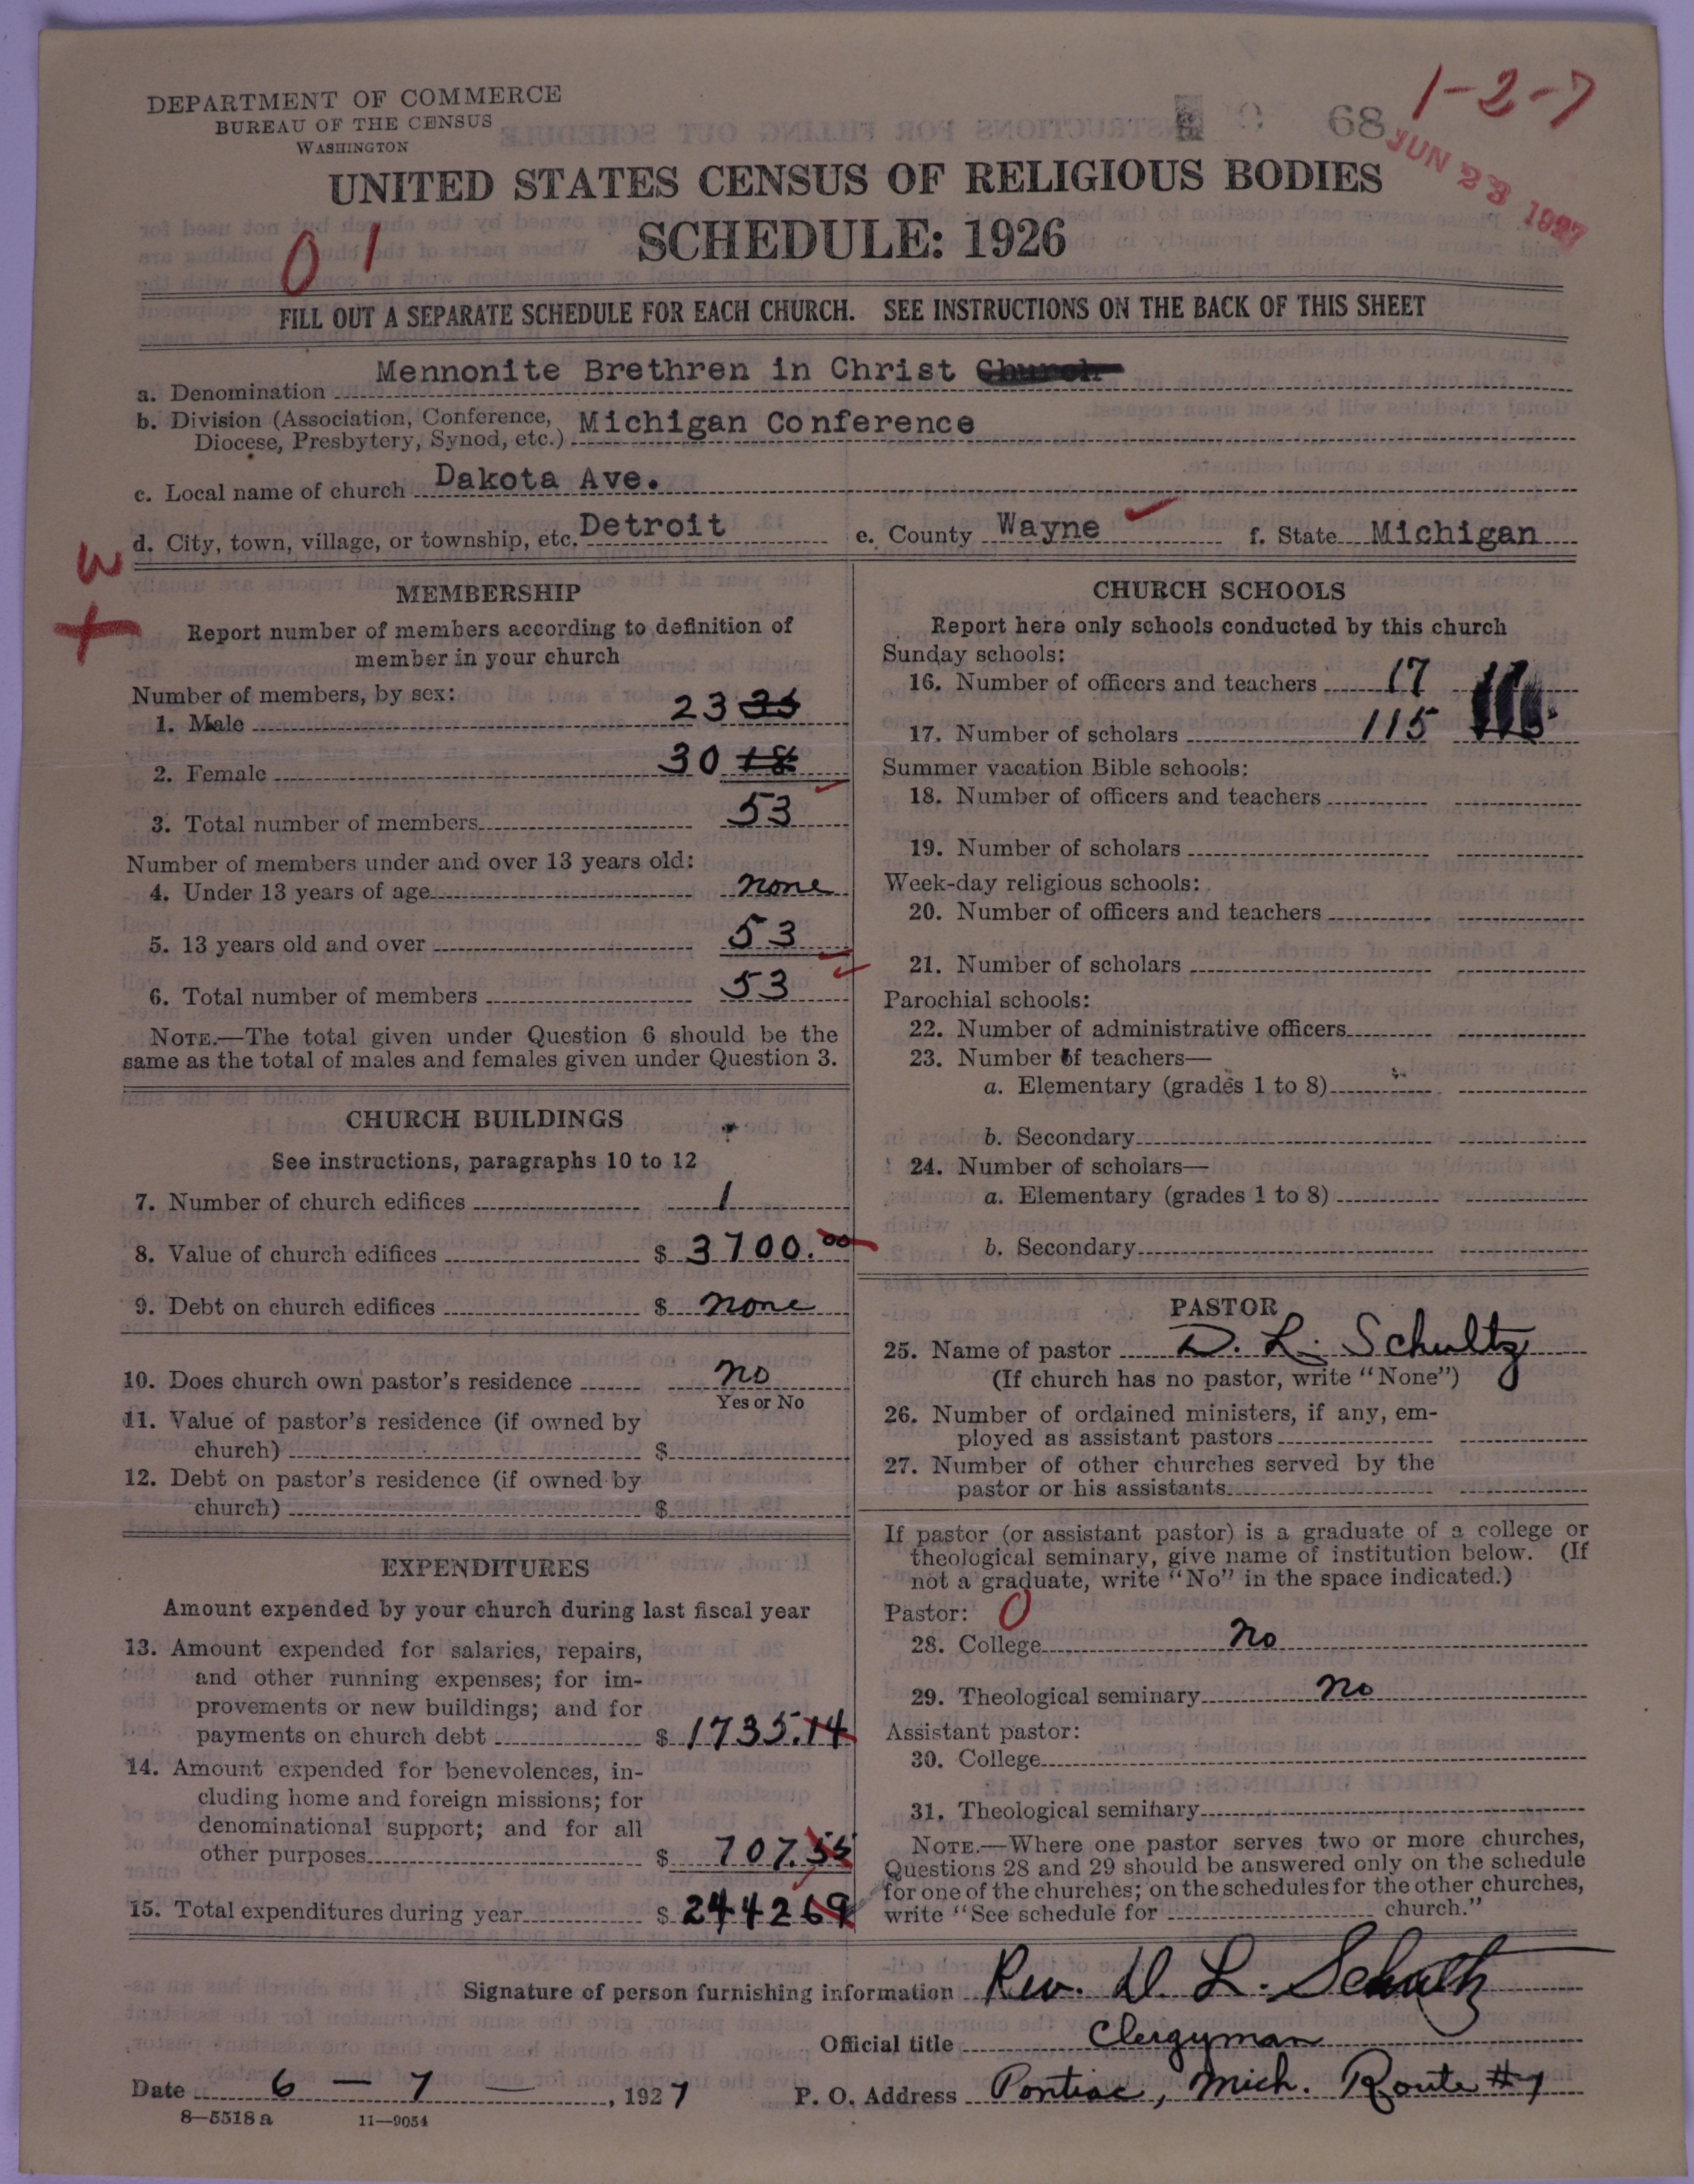 DEPARTMENT OF COMMERCE
BUREAU OF THE CENSUS
WASHINGTON
68
1-2-7
JUN 23 1927
UNITED STATES CENSUS OF RELIGIOUS BODIES
SCHEDULE: 1926
01
FILL OUT A SEPARATE SCHEDULE FOR EACH CHURCH. SEE INSTRUCTIONS ON THE BACK OF THIS SHEET
a. Denomination Mennonite Brethren in Christ Church
b. Division (Association, Conference, Diocese, Presbytery, Synod, etc.) Michigan Conference
c. Local name of church Dakota Ave.
d. City, town, village, or township, etc. Detroit e. County Wayne f. State Michigan
MEMBERSHIP
Report number of members according to definition of
member in your church
Number of members, by sex:
1. Male 23
2. Female 30 18
3. Total number of members 53
Number of members under and over 13 years old:
4. Under 13 years of age none
5. 13 years old and over 53
6. Total number of members 53
NOTE.—The total given under Question 6 should be the
same as the total of males and females given under Question 3.
CHURCH BUILDINGS
See instructions, paragraphs 10 to 12
7. Number of church edifices 1
8. Value of church edifices $ 3700.00
9. Debt on church edifices $ none
10. Does church own pastor's residence no
Yes or No
11. Value of pastor's residence (if owned by
church) $
12. Debt on pastor's residence (if owned by
church) $
EXPENDITURES
Amount expended by your church during last fiscal year
13. Amount expended for salaries, repairs,
and other running expenses; for im-
provements or new buildings; and for
payments on church debt $ 1735.14
14. Amount expended for benevolences, in-
cluding home and foreign missions; for
denominational support; and for all
other purposes $ 707.55
15. Total expenditures during year $ 244269
CHURCH SCHOOLS
Report here only schools conducted by this church
Sunday schools:
16. Number of officers and teachers 17
17. Number of scholars 115
Summer vacation Bible schools:
18. Number of officers and teachers
19. Number of scholars
Week-day religious schools:
20. Number of officers and teachers
21. Number of scholars
Parochial schools:
22. Number of administrative officers
23. Number of teachers—
a. Elementary (grades 1 to 8)
b. Secondary
24. Number of scholars—
a. Elementary (grades 1 to 8)
b. Secondary
PASTOR
25. Name of pastor D. L. Schultz
(If church has no pastor, write "None")
26. Number of ordained ministers, if any, em-
ployed as assistant pastors
27. Number of other churches served by the
pastor or his assistants
If pastor (or assistant pastor) is a graduate of a college or
theological seminary, give name of institution below. (If
not a graduate, write "No" in the space indicated.)
Pastor: 0
28. College no
29. Theological seminary no
Assistant pastor:
30. College
31. Theological seminary
NOTE.—Where one pastor serves two or more churches,
Questions 28 and 29 should be answered only on the schedule
for one of the churches; on the schedules for the other churches,
write "See schedule for church."
Signature of person furnishing information Rev. D. L. Schultz
Official title Clergyman
Date 6 – 7 – , 1927 P. O. Address Pontiac, Mich. Route #1
8—5518 a 11—9054